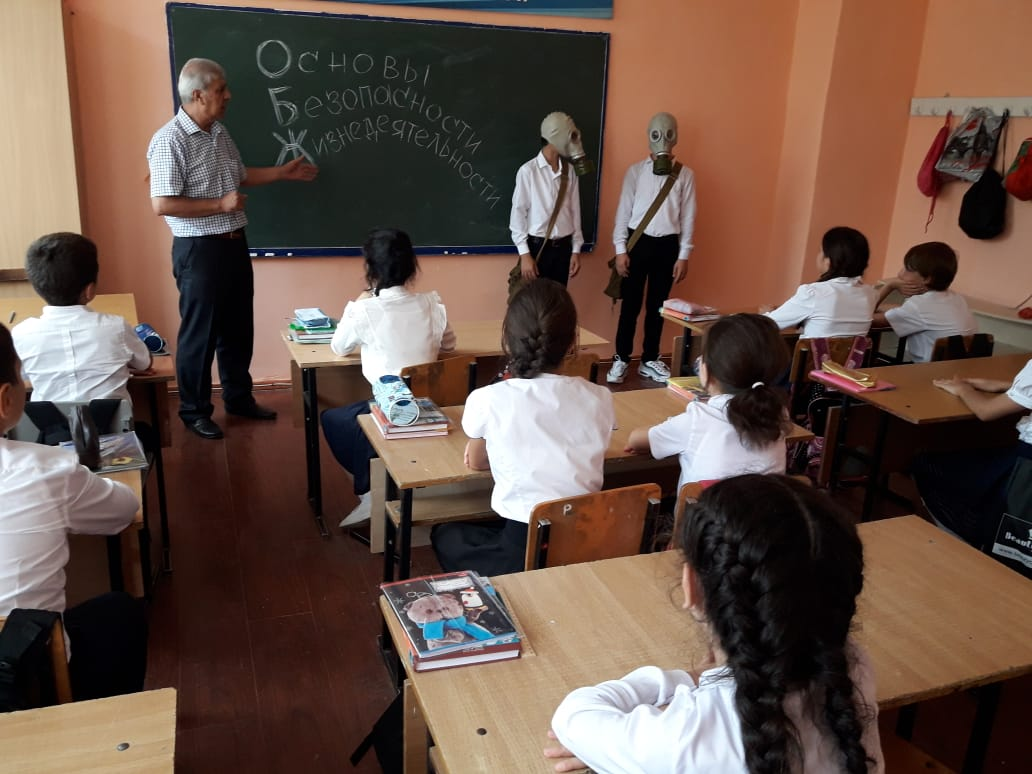 Основы
Безопасности
Жизнедеятельности